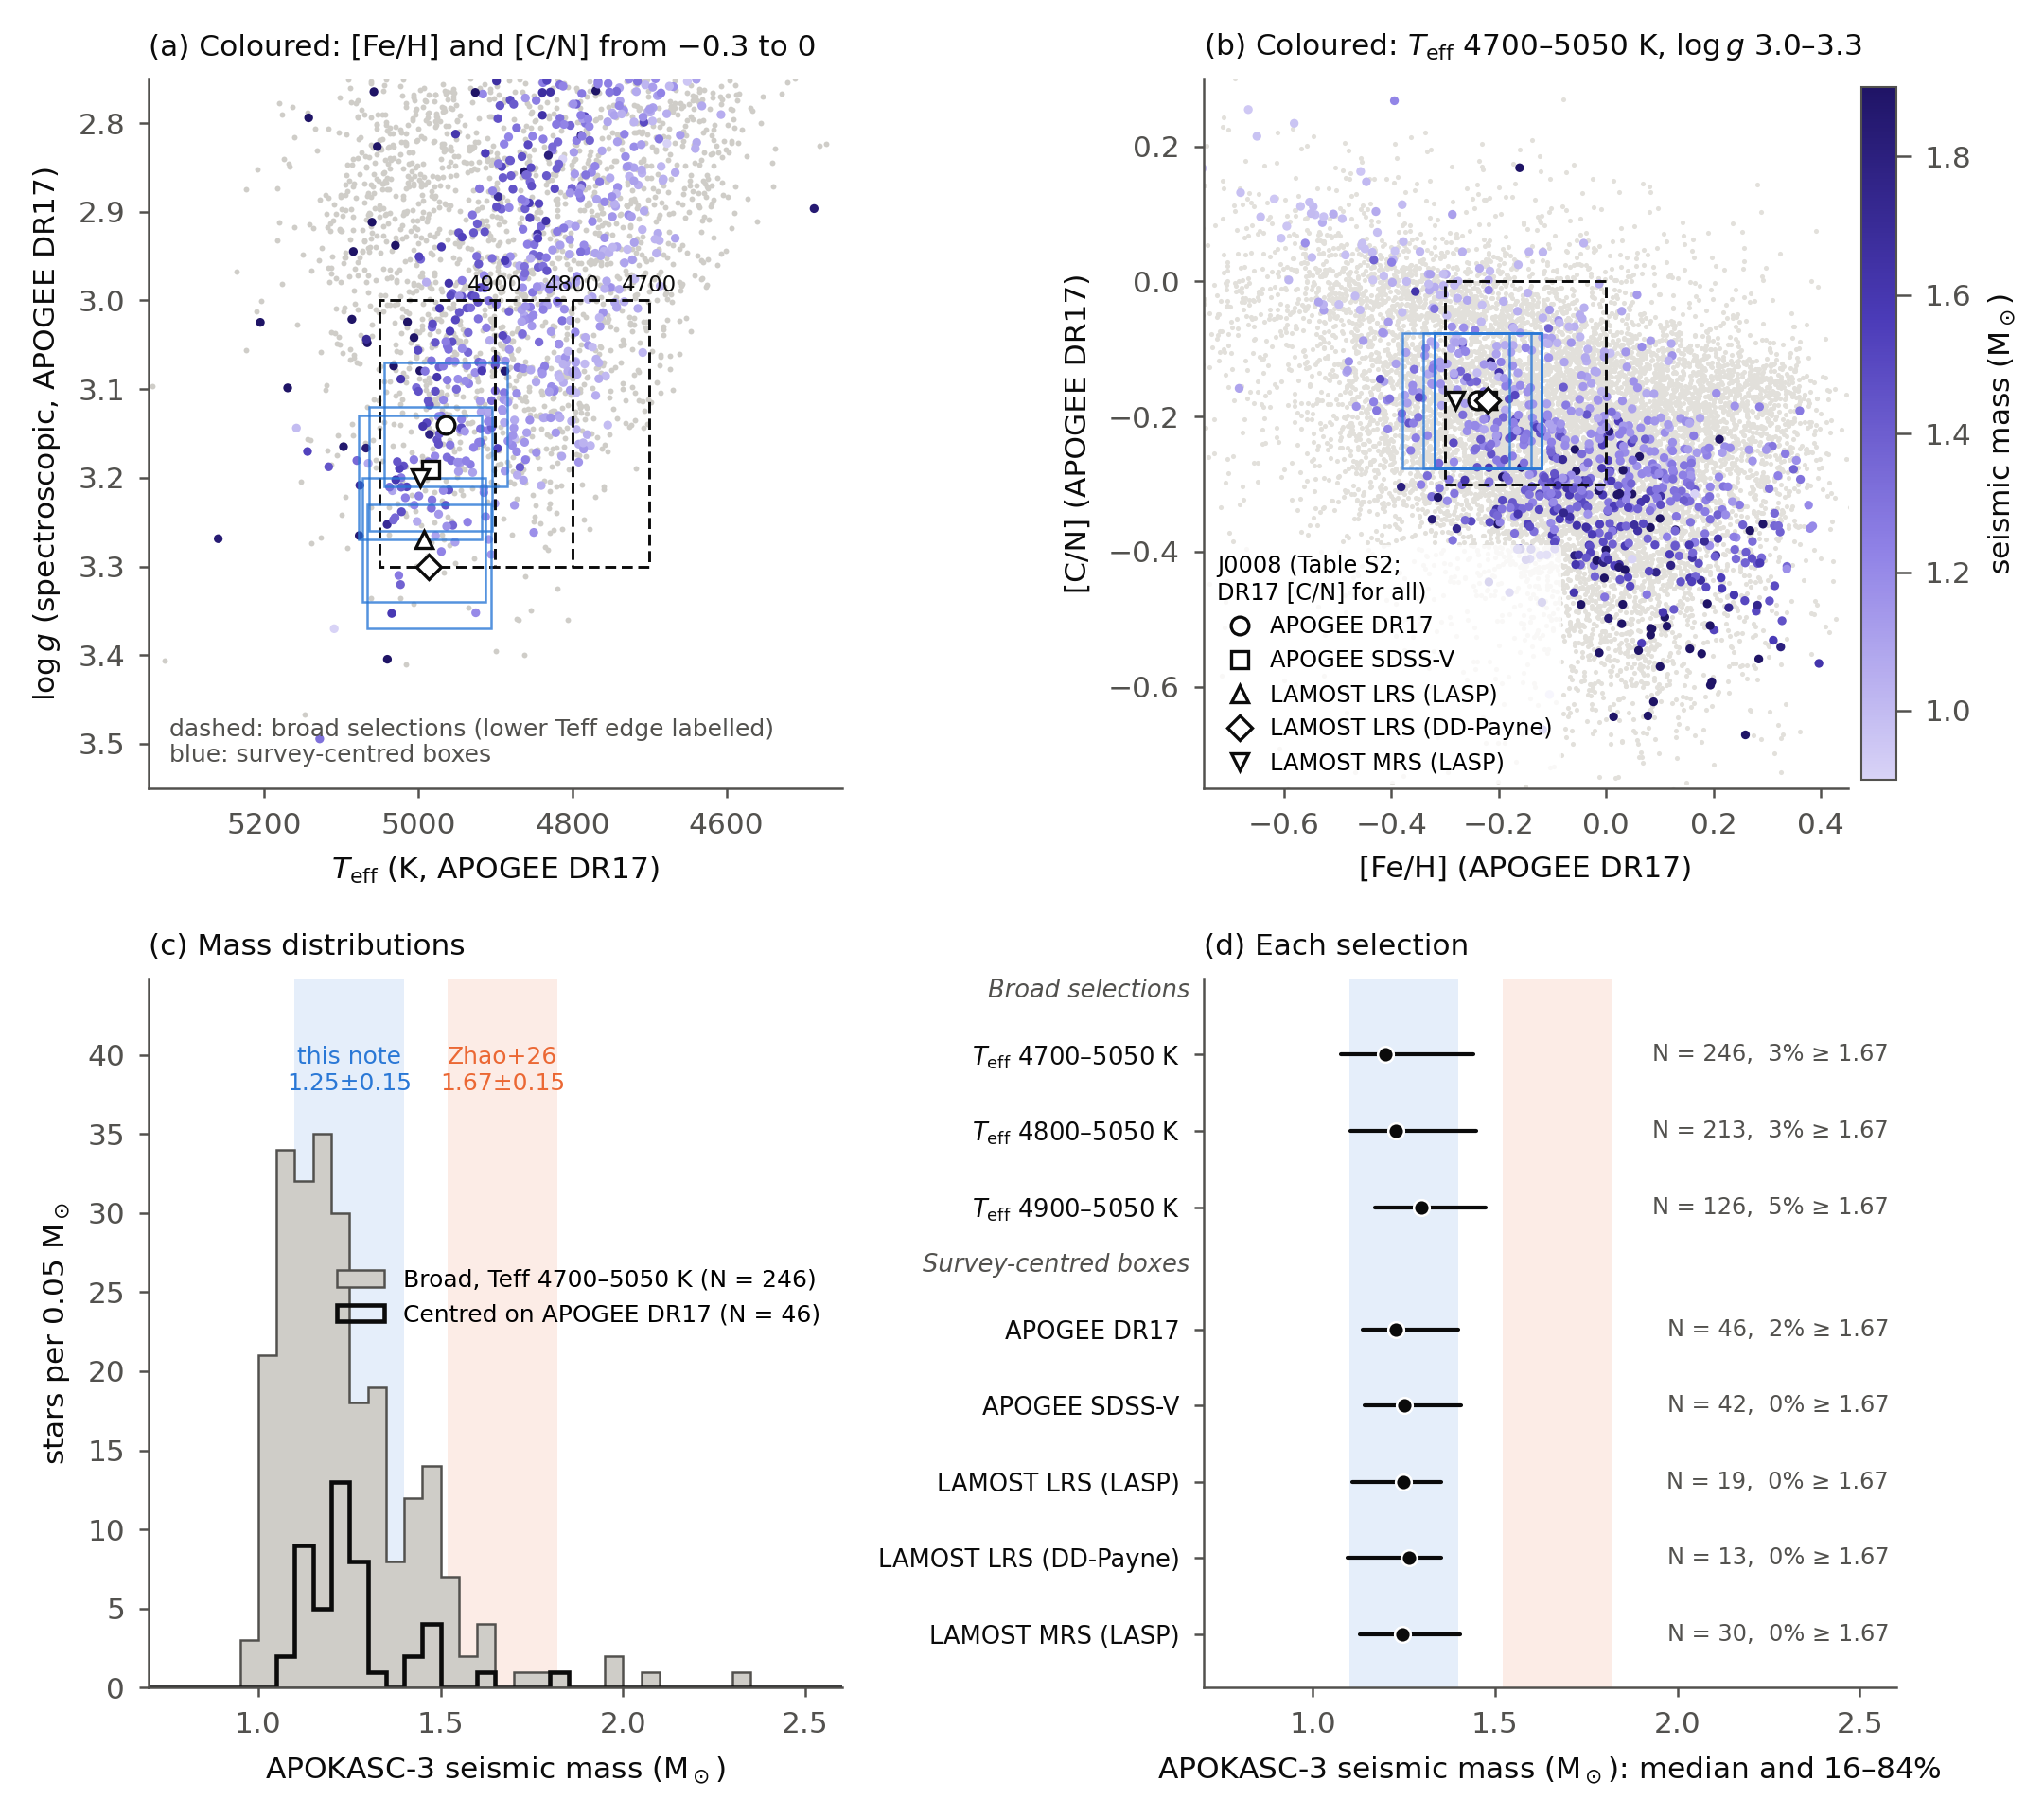 (a) Coloured: [Fe/H] and [C/N] from −0.3 to 0
log g (spectroscopic, APOGEE DR17)
2.8
2.9
3.0
3.1
3.2
3.3
3.4
3.5
4900 4800 4700
dashed: broad selections (lower Teff edge labelled)
blue: survey-centred boxes
5200 5000 4800 4600
Teff (K, APOGEE DR17)
(b) Coloured: Teff 4700–5050 K, log g 3.0–3.3
[C/N] (APOGEE DR17)
0.2
0.0
−0.2
−0.4
−0.6
J0008 (Table S2;
DR17 [C/N] for all)
APOGEE DR17
APOGEE SDSS-V
LAMOST LRS (LASP)
LAMOST LRS (DD-Payne)
LAMOST MRS (LASP)
−0.6 −0.4 −0.2 0.0 0.2 0.4
[Fe/H] (APOGEE DR17)
1.8
1.6
1.4
1.2
1.0
seismic mass (M⊙)
(c) Mass distributions
stars per 0.05 M⊙
40
35
30
25
20
15
10
5
0
this note
1.25±0.15
Zhao+26
1.67±0.15
Broad, Teff 4700–5050 K (N = 246)
Centred on APOGEE DR17 (N = 46)
1.0 1.5 2.0 2.5
APOKASC-3 seismic mass (M⊙)
(d) Each selection
Broad selections
Teff 4700–5050 K N = 246, 3% ≥ 1.67
Teff 4800–5050 K N = 213, 3% ≥ 1.67
Teff 4900–5050 K N = 126, 5% ≥ 1.67
Survey-centred boxes
APOGEE DR17 N = 46, 2% ≥ 1.67
APOGEE SDSS-V N = 42, 0% ≥ 1.67
LAMOST LRS (LASP) N = 19, 0% ≥ 1.67
LAMOST LRS (DD-Payne) N = 13, 0% ≥ 1.67
LAMOST MRS (LASP) N = 30, 0% ≥ 1.67
1.0 1.5 2.0 2.5
APOKASC-3 seismic mass (M⊙): median and 16–84%